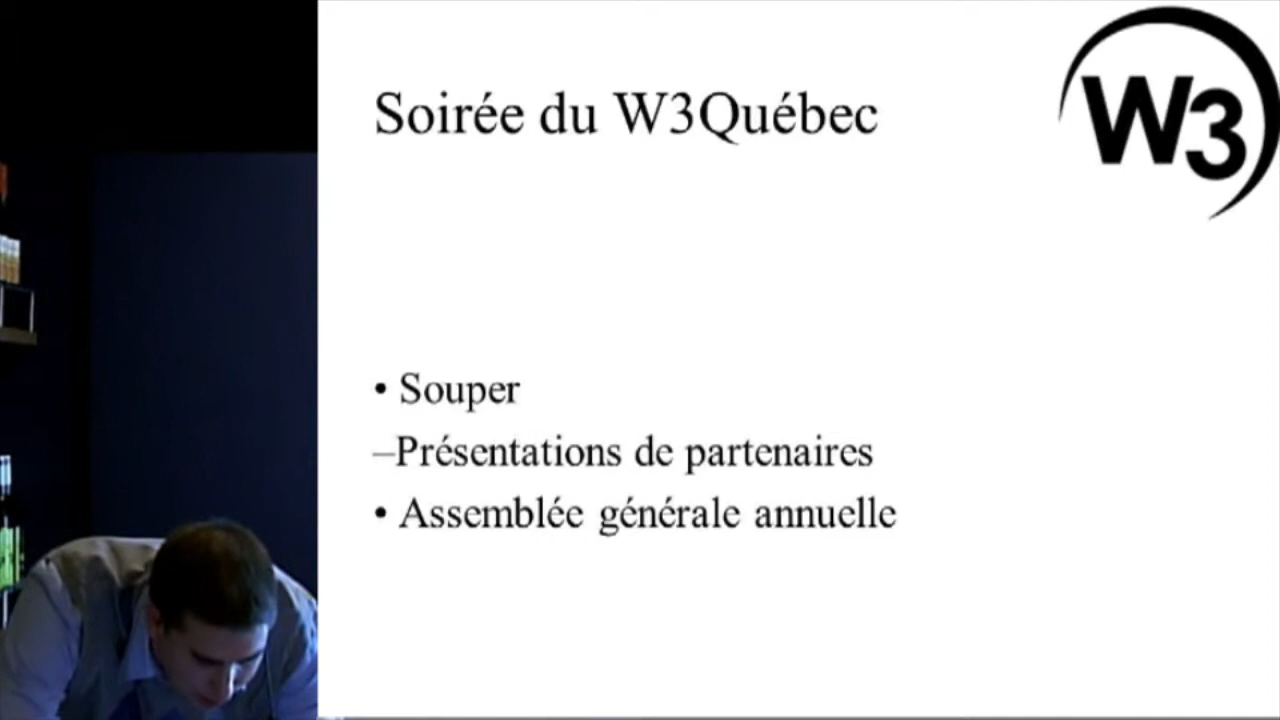 Soirée du W3Québec
W3
• Souper
–Présentations de partenaires
• Assemblée générale annuelle